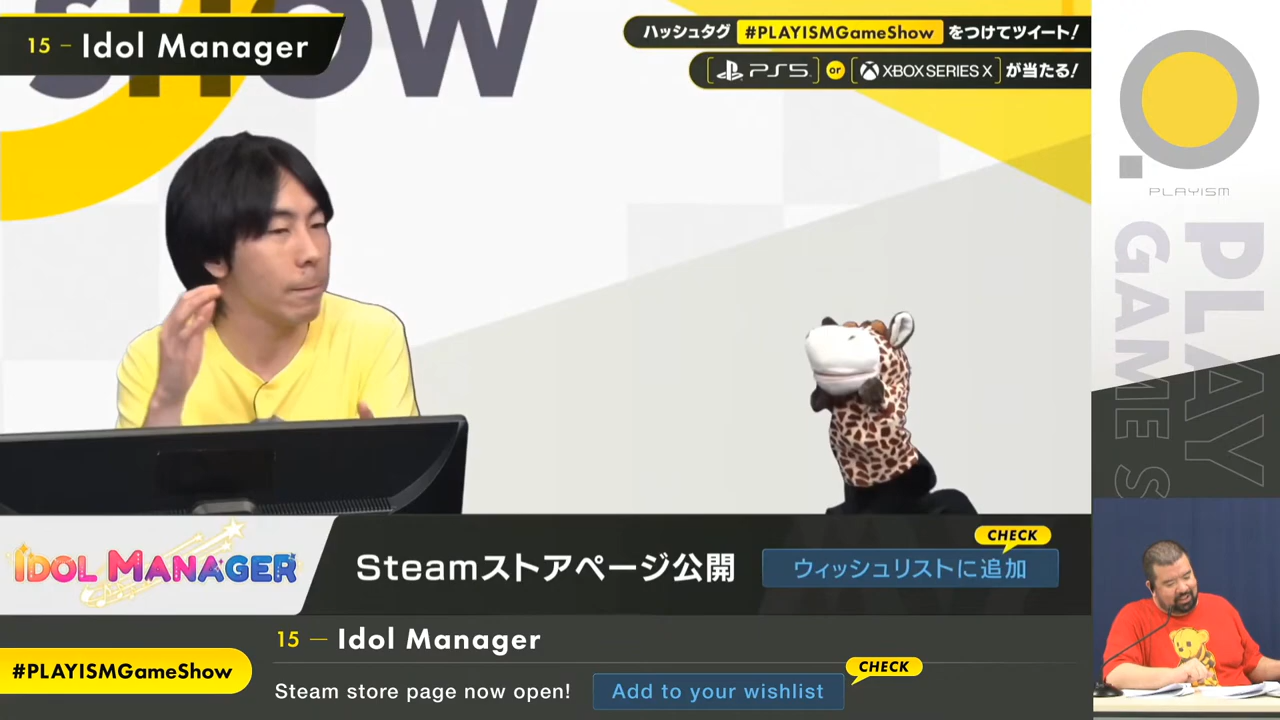 SHOW
15 – Idol Manager
ハッシュタグ #PLAYISMGameShow をつけてツイート!
PS5 or XBOX SERIES X が当たる!
PLAYISM
PLAY
GAME S
IDOL MANAGER
Steamストアページ公開
CHECK
ウィッシュリストに追加
15 — Idol Manager
#PLAYISMGameShow
Steam store page now open!
CHECK
Add to your wishlist